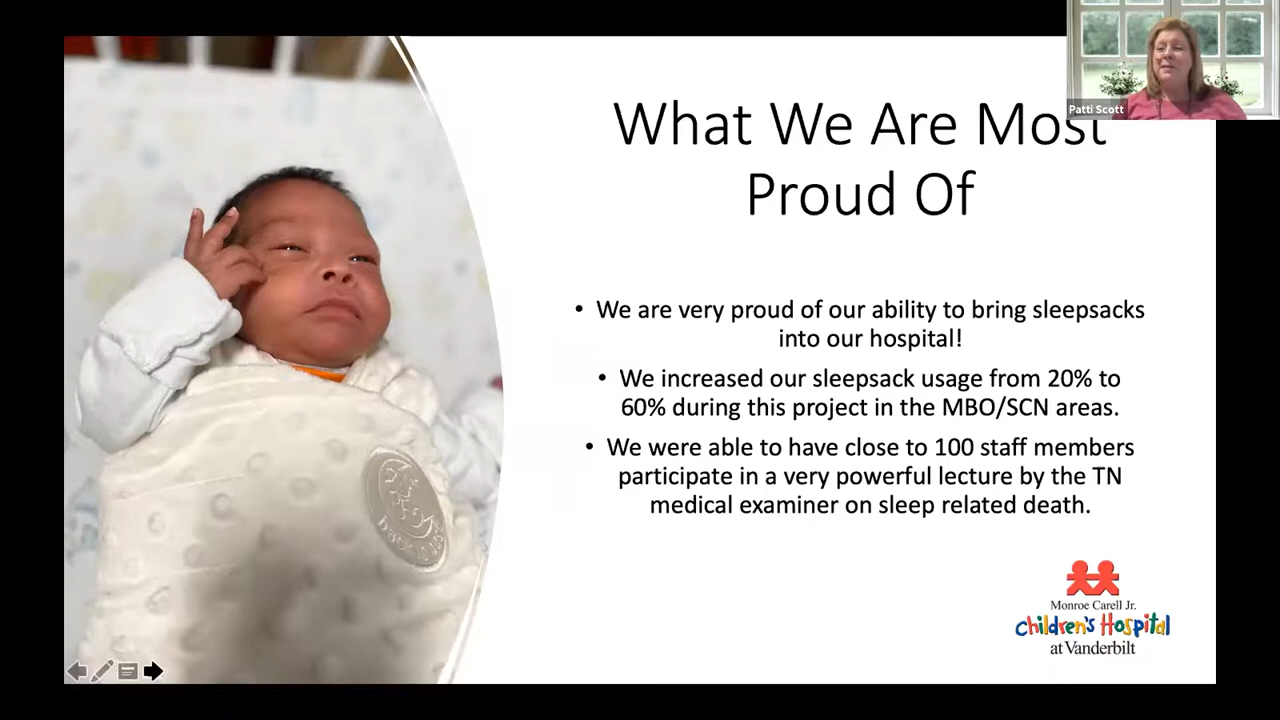 Patti Scott
What We Are Most
Proud Of
• We are very proud of our ability to bring sleepsacks
into our hospital!
• We increased our sleepsack usage from 20% to
60% during this project in the MBO/SCN areas.
• We were able to have close to 100 staff members
participate in a very powerful lecture by the TN
medical examiner on sleep related death.
Monroe Carell Jr.
Children's Hospital
at Vanderbilt